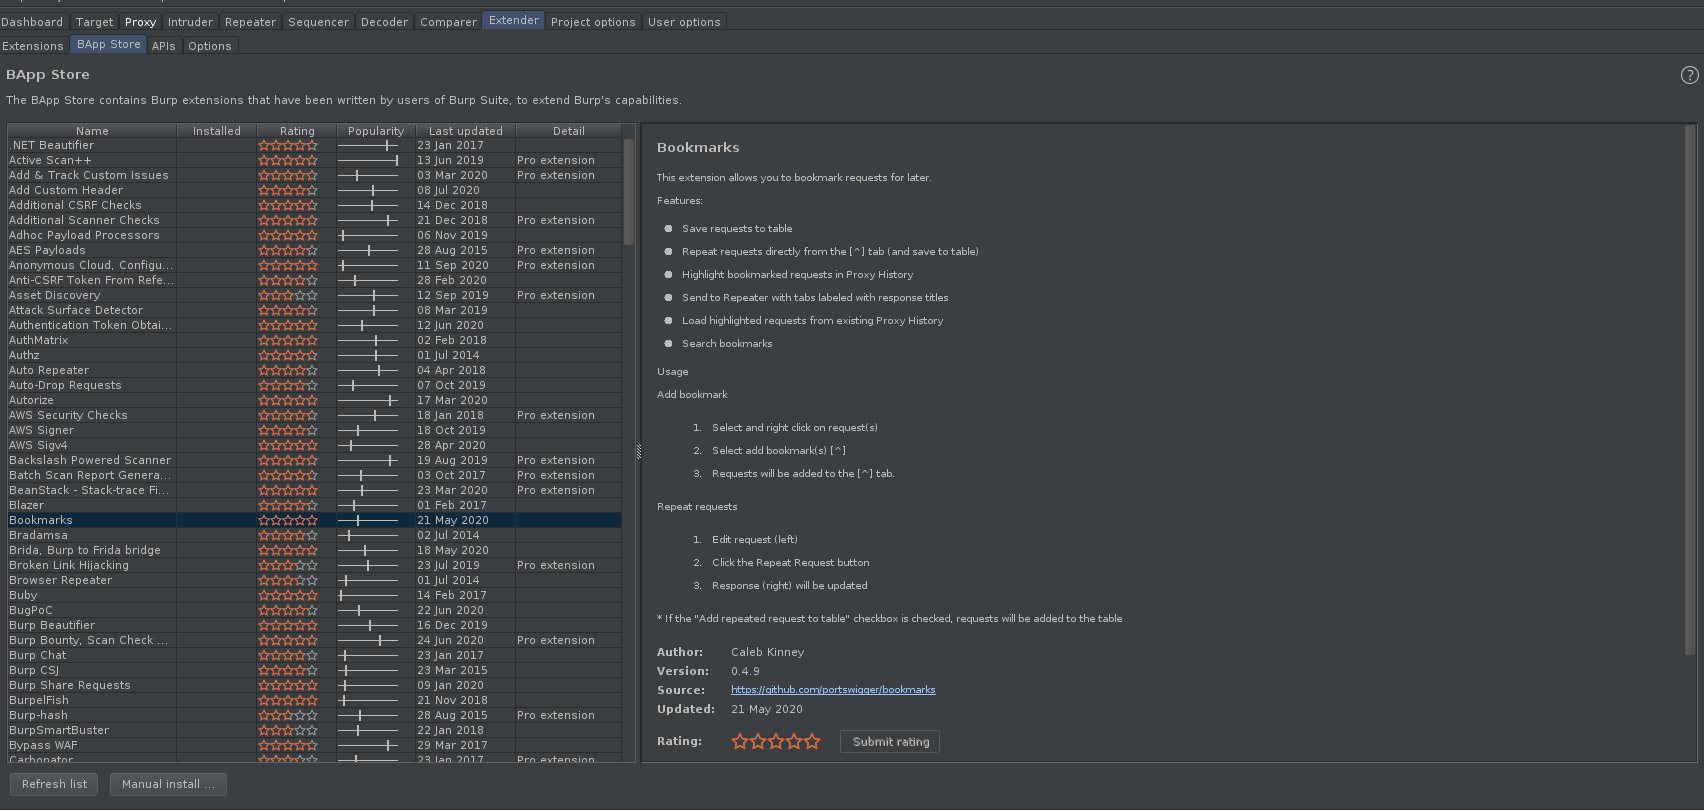 Dashboard Target Proxy Intruder Repeater Sequencer Decoder Comparer Extender Project options User options
Extensions BApp Store APIs Options
BApp Store
?
The BApp Store contains Burp extensions that have been written by users of Burp Suite, to extend Burp's capabilities.
Name Installed Rating Popularity Last updated Detail
.NET Beautifier 23 Jan 2017
Active Scan++ 13 Jun 2019 Pro extension
Add & Track Custom Issues 03 Mar 2020 Pro extension
Add Custom Header 08 Jul 2020
Additional CSRF Checks 14 Dec 2018
Additional Scanner Checks 21 Dec 2018 Pro extension
Adhoc Payload Processors 06 Nov 2019
AES Payloads 28 Aug 2015 Pro extension
Anonymous Cloud, Configu... 11 Sep 2020 Pro extension
Anti-CSRF Token From Refe... 28 Feb 2020
Asset Discovery 12 Sep 2019 Pro extension
Attack Surface Detector 08 Mar 2019
Authentication Token Obtai... 12 Jun 2020
AuthMatrix 02 Feb 2018
Authz 01 Jul 2014
Auto Repeater 04 Apr 2018
Auto-Drop Requests 07 Oct 2019
Autorize 17 Mar 2020
AWS Security Checks 18 Jan 2018 Pro extension
AWS Signer 18 Oct 2019
AWS Sigv4 28 Apr 2020
Backslash Powered Scanner 19 Aug 2019 Pro extension
Batch Scan Report Genera... 03 Oct 2017 Pro extension
BeanStack - Stack-trace Fi... 23 Mar 2020 Pro extension
Blazer 01 Feb 2017
Bookmarks 21 May 2020
Bradamsa 02 Jul 2014
Brida, Burp to Frida bridge 18 May 2020
Broken Link Hijacking 23 Jul 2019 Pro extension
Browser Repeater 01 Jul 2014
Buby 14 Feb 2017
BugPoC 22 Jun 2020
Burp Beautifier 16 Dec 2019
Burp Bounty, Scan Check ... 24 Jun 2020 Pro extension
Burp Chat 23 Jan 2017
Burp CSJ 23 Mar 2015
Burp Share Requests 09 Jan 2020
BurpelFish 21 Nov 2018
Burp-hash 28 Aug 2015 Pro extension
BurpSmartBuster 22 Jan 2018
Bypass WAF 29 Mar 2017
Carbonator 23 Jan 2017 Pro extension
Refresh list Manual install ...
Bookmarks
This extension allows you to bookmark requests for later.
Features:
Save requests to table
Repeat requests directly from the [^] tab (and save to table)
Highlight bookmarked requests in Proxy History
Send to Repeater with tabs labeled with response titles
Load highlighted requests from existing Proxy History
Search bookmarks
Usage
Add bookmark
1. Select and right click on request(s)
2. Select add bookmark(s) [^]
3. Requests will be added to the [^] tab.
Repeat requests
1. Edit request (left)
2. Click the Repeat Request button
3. Response (right) will be updated
* If the "Add repeated request to table" checkbox is checked, requests will be added to the table
Author: Caleb Kinney
Version: 0.4.9
Source: https://github.com/portswigger/bookmarks
Updated: 21 May 2020
Rating: Submit rating